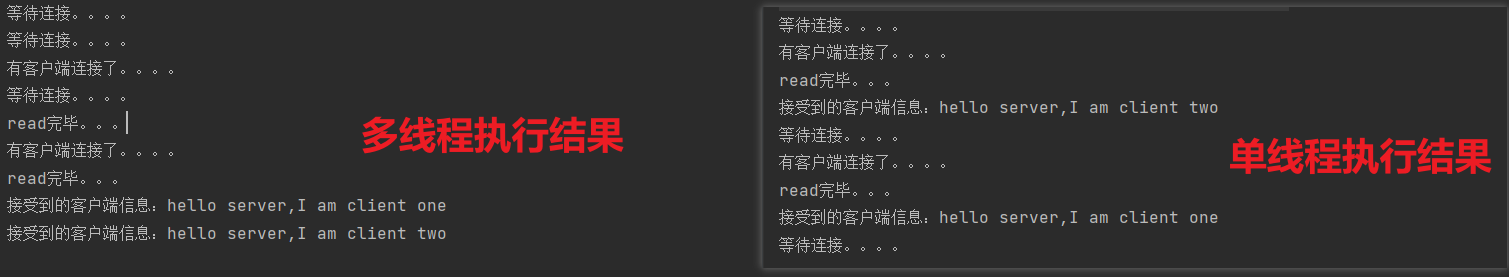 等待连接。。。。
等待连接。。。。
有客户端连接了。。。。
等待连接。。。。
read完毕。。。
有客户端连接了。。。。
read完毕。。。
接受到的客户端信息：hello server,I am client one
接受到的客户端信息：hello server,I am client two
多线程执行结果
等待连接。。。。
有客户端连接了。。。。
read完毕。。。
接受到的客户端信息：hello server,I am client two
等待连接。。。。
有客户端连接了。。。。
read完毕。。。
接受到的客户端信息：hello server,I am client one
等待连接。。。。
单线程执行结果